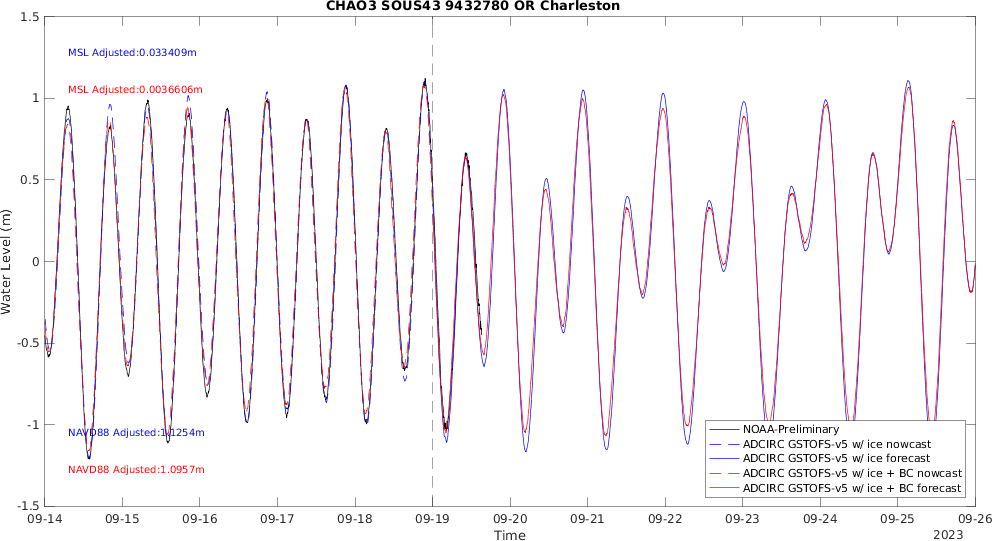 CHAO3 SOUS43 9432780 OR Charleston
1.5
1
0.5
0
-0.5
-1
-1.5
Water Level (m)
MSL Adjusted:0.033409m
MSL Adjusted:0.0036606m
NAVD88 Adjusted:1.1254m
NAVD88 Adjusted:1.0957m
NOAA-Preliminary
ADCIRC GSTOFS-v5 w/ ice nowcast
ADCIRC GSTOFS-v5 w/ ice forecast
ADCIRC GSTOFS-v5 w/ ice + BC nowcast
ADCIRC GSTOFS-v5 w/ ice + BC forecast
09-14 09-15 09-16 09-17 09-18 09-19 09-20 09-21 09-22 09-23 09-24 09-25 09-26
Time
2023